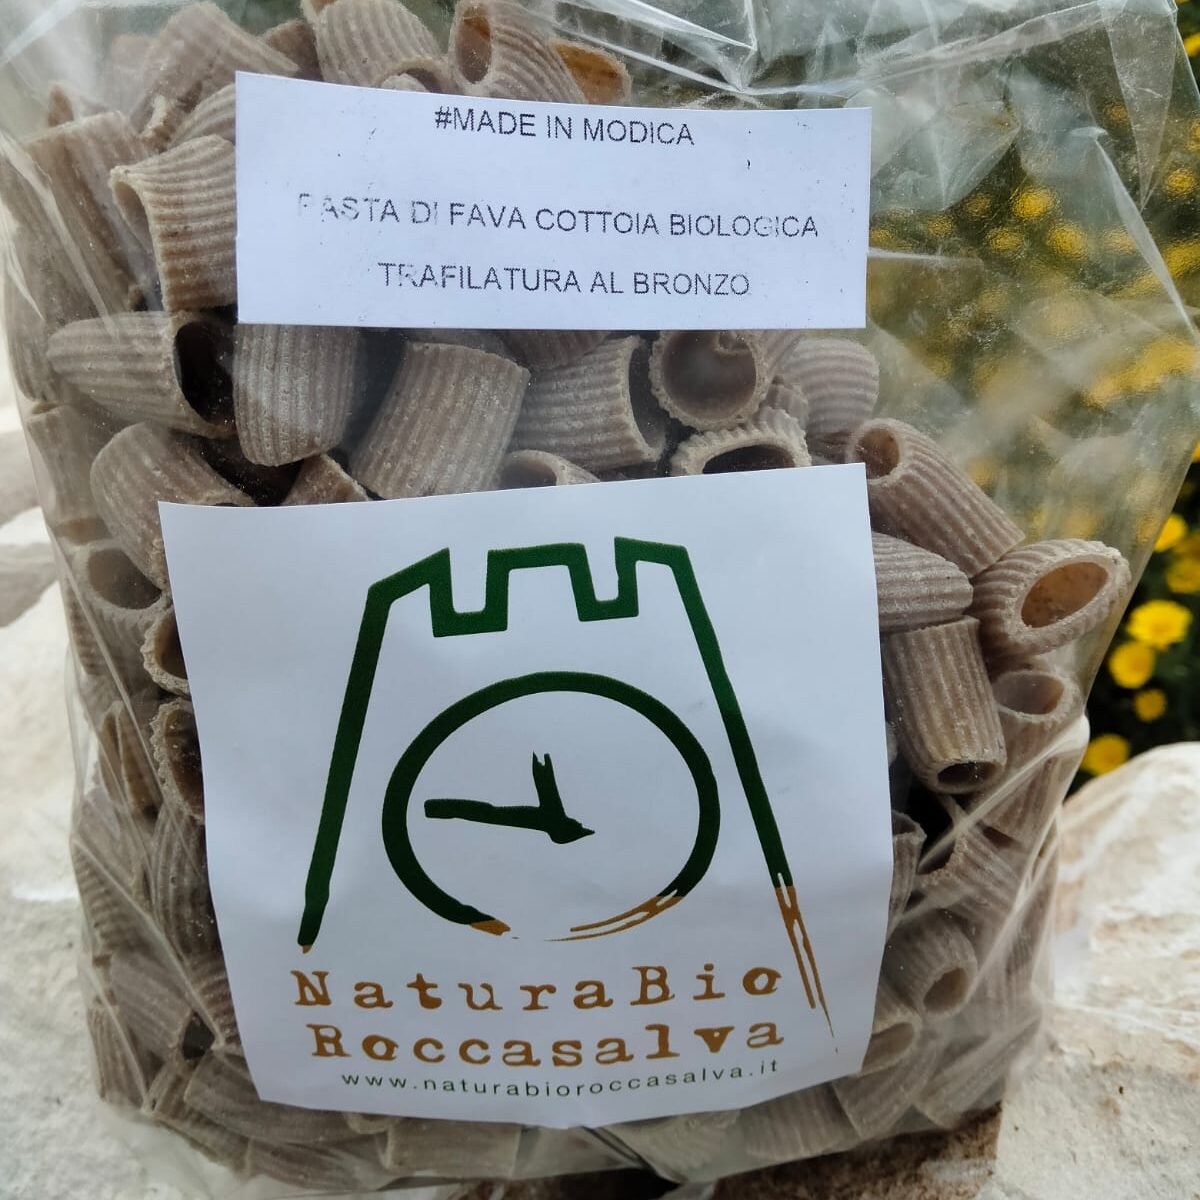 #MADE IN MODICA
PASTA DI FAVA COTTOIA BIOLOGICA
TRAFILATURA AL BRONZO
NaturaBio
Roccasalva
www.naturabioroccasalva.it